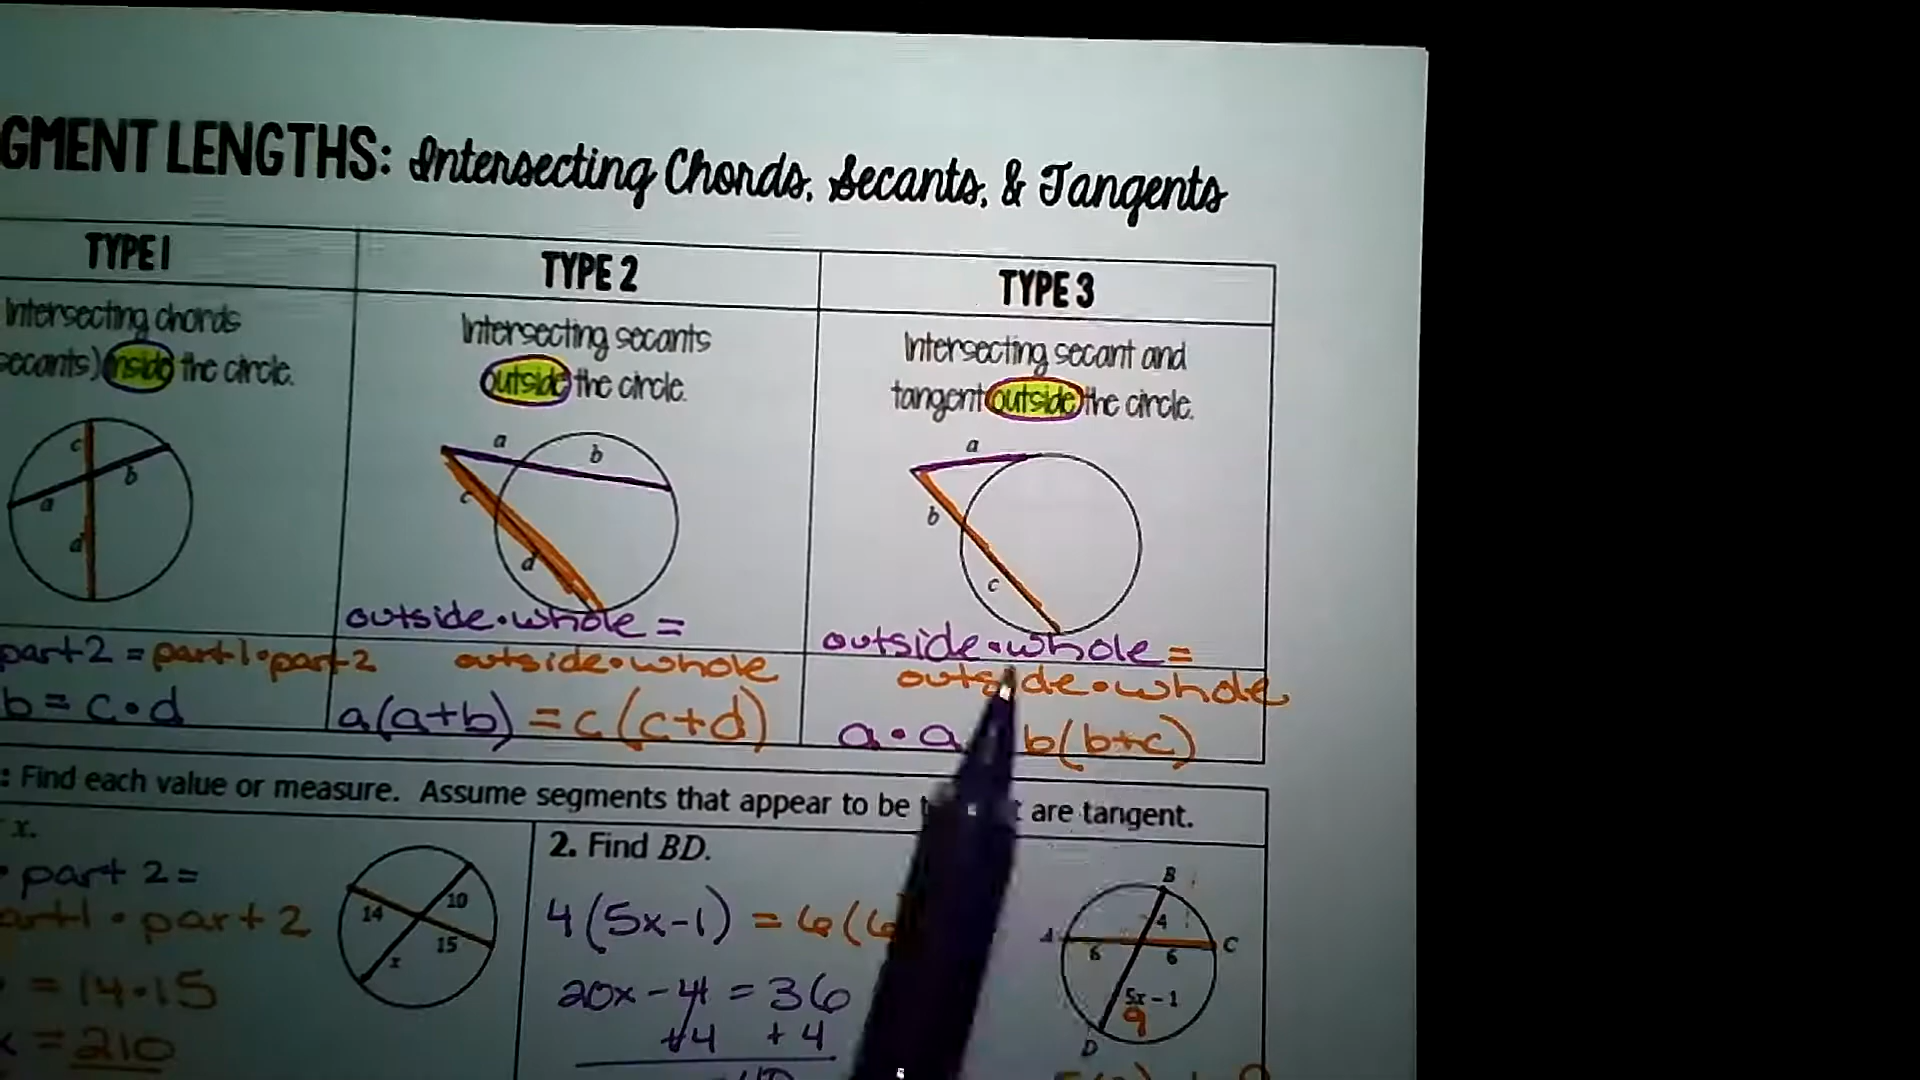 GMENT LENGTHS: Intersecting Chords, Secants, & Tangents
TYPE 1
Intersecting chords
secants) inside the circle.
c
b
a
d
part 2 = part 1 • part 2
b = c • d
TYPE 2
Intersecting secants
outside the circle.
a
b
c
d
outside • whole =
outside • whole
a(a+b) = c(c+d)
TYPE 3
Intersecting secant and
tangent outside the circle.
a
b
c
outside • whole =
outside • whole
a • a b(b+c)
: Find each value or measure. Assume segments that appear to be are tangent.
x.
• part 2 =
art 1 • part 2
= 14 • 15
x = 210
14
10
15
x
2. Find BD.
4(5x-1) = 6(6
20x - 4 = 36
+4 +4
B
A
4
C
6
6
5x - 1
9
D